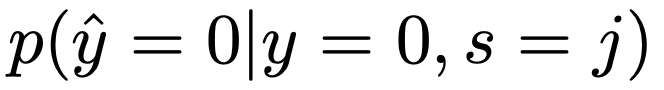 p(ŷ = 0|y = 0, s = j)